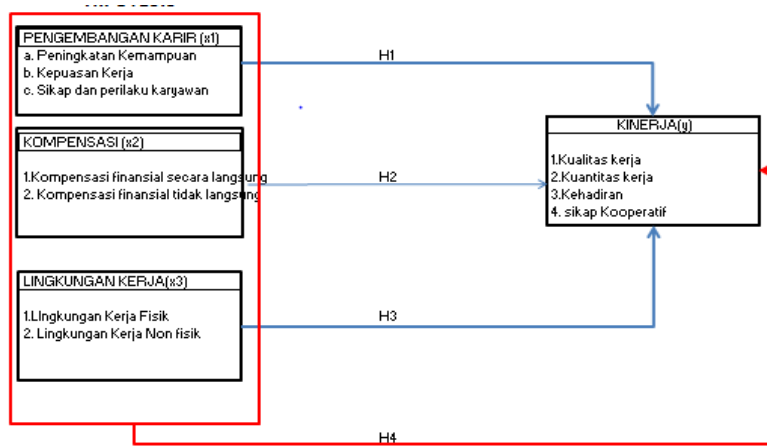 PENGEMBANGAN KARIR (x1)
a. Peningkatan Kemampuan
b. Kepuasan Kerja
c. Sikap dan perilaku karyawan
H1
KOMPENSASI (x2)
1.Kompensasi finansial secara langsung
2. Kompensasi finansial tidak langsung
H2
KINERJA(y)
1.Kualitas kerja
2.Kuantitas kerja
3.Kehadiran
4. sikap Kooperatif
LINGKUNGAN KERJA(x3)
1.LIngkungan Kerja Fisik
2. Lingkungan Kerja Non fisik
H3
H4